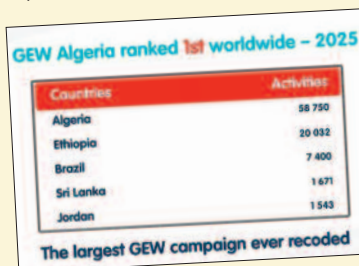 GEW Algeria ranked 1st worldwide – 2025
Countries Activities
Algeria 58 750
Ethiopia 20 032
Brazil 7 400
Sri Lanka 1 671
Jordan 1 543
The largest GEW campaign ever recoded